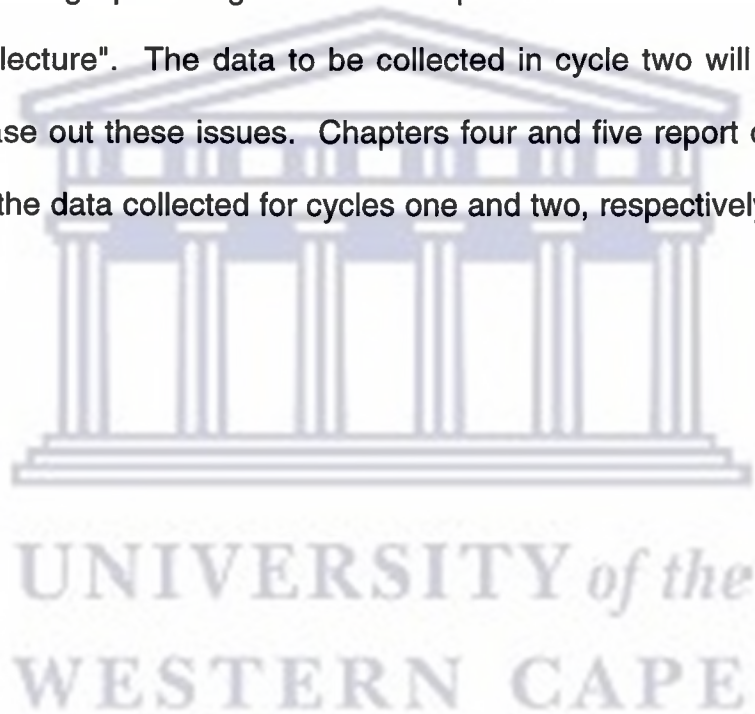 lecture". The data to be collected in cycle two will
ase out these issues. Chapters four and five report
the data collected for cycles one and two, respectively
UNIVERSITY of the
WESTERN CAPE